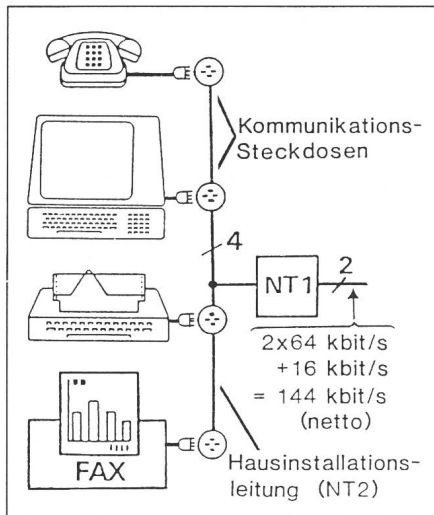 Kommunikations-
Steckdosen
4
NT1
2
2x64 kbit/s
+16 kbit/s
= 144 kbit/s
(netto)
FAX
Hausinstallations-
leitung (NT2)